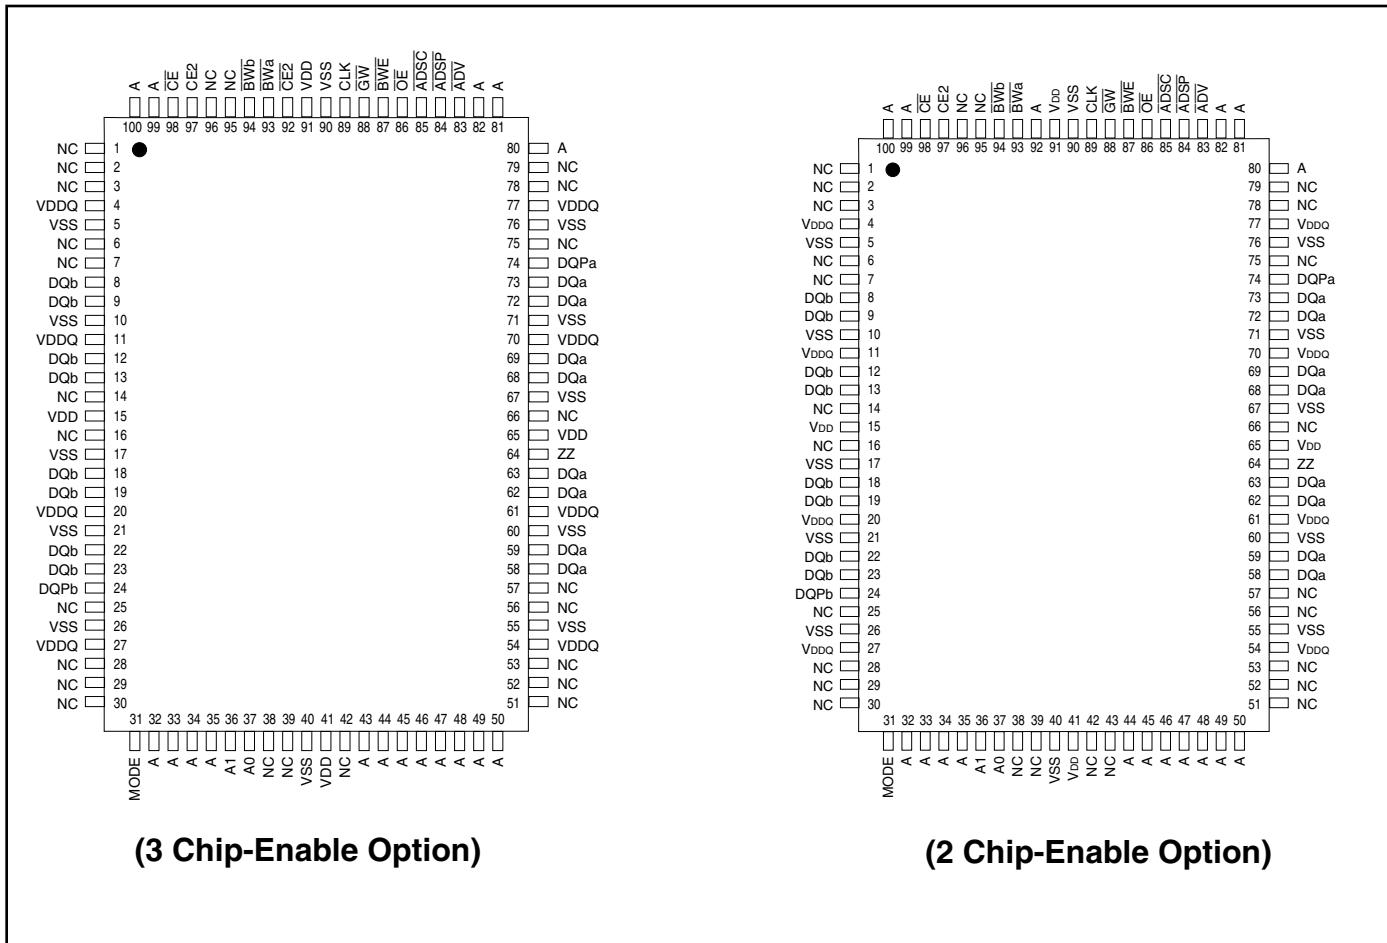 A A CE CE2 NC NC BWb BWa CE2 VDD VSS CLK GW BWE OE ADSC ADSP ADV A A
100 99 98 97 96 95 94 93 92 91 90 89 88 87 86 85 84 83 82 81
NC 1 80 A
NC 2 79 NC
NC 3 78 NC
VDDQ 4 77 VDDQ
VSS 5 76 VSS
NC 6 75 NC
NC 7 74 DQPa
DQb 8 73 DQa
DQb 9 72 DQa
VSS 10 71 VSS
VDDQ 11 70 VDDQ
DQb 12 69 DQa
DQb 13 68 DQa
NC 14 67 VSS
VDD 15 66 NC
NC 16 65 VDD
VSS 17 64 ZZ
DQb 18 63 DQa
DQb 19 62 DQa
VDDQ 20 61 VDDQ
VSS 21 60 VSS
DQb 22 59 DQa
DQb 23 58 DQa
DQPb 24 57 NC
NC 25 56 NC
VSS 26 55 VSS
VDDQ 27 54 VDDQ
NC 28 53 NC
NC 29 52 NC
NC 30 51 NC
31 32 33 34 35 36 37 38 39 40 41 42 43 44 45 46 47 48 49 50
MODE A A A A A1 A0 NC NC VSS VDD NC A A A A A A A A
(3 Chip-Enable Option)
A A CE CE2 NC NC BWb BWa A VDD VSS CLK GW BWE OE ADSC ADSP ADV A A
100 99 98 97 96 95 94 93 92 91 90 89 88 87 86 85 84 83 82 81
NC 1 80 A
NC 2 79 NC
NC 3 78 NC
VDDQ 4 77 VDDQ
VSS 5 76 VSS
NC 6 75 NC
NC 7 74 DQPa
DQb 8 73 DQa
DQb 9 72 DQa
VSS 10 71 VSS
VDDQ 11 70 VDDQ
DQb 12 69 DQa
DQb 13 68 DQa
NC 14 67 VSS
VDD 15 66 NC
NC 16 65 VDD
VSS 17 64 ZZ
DQb 18 63 DQa
DQb 19 62 DQa
VDDQ 20 61 VDDQ
VSS 21 60 VSS
DQb 22 59 DQa
DQb 23 58 DQa
DQPb 24 57 NC
NC 25 56 NC
VSS 26 55 VSS
VDDQ 27 54 VDDQ
NC 28 53 NC
NC 29 52 NC
NC 30 51 NC
31 32 33 34 35 36 37 38 39 40 41 42 43 44 45 46 47 48 49 50
MODE A A A A A1 A0 NC NC VSS VDD NC NC A A A A A A A
(2 Chip-Enable Option)